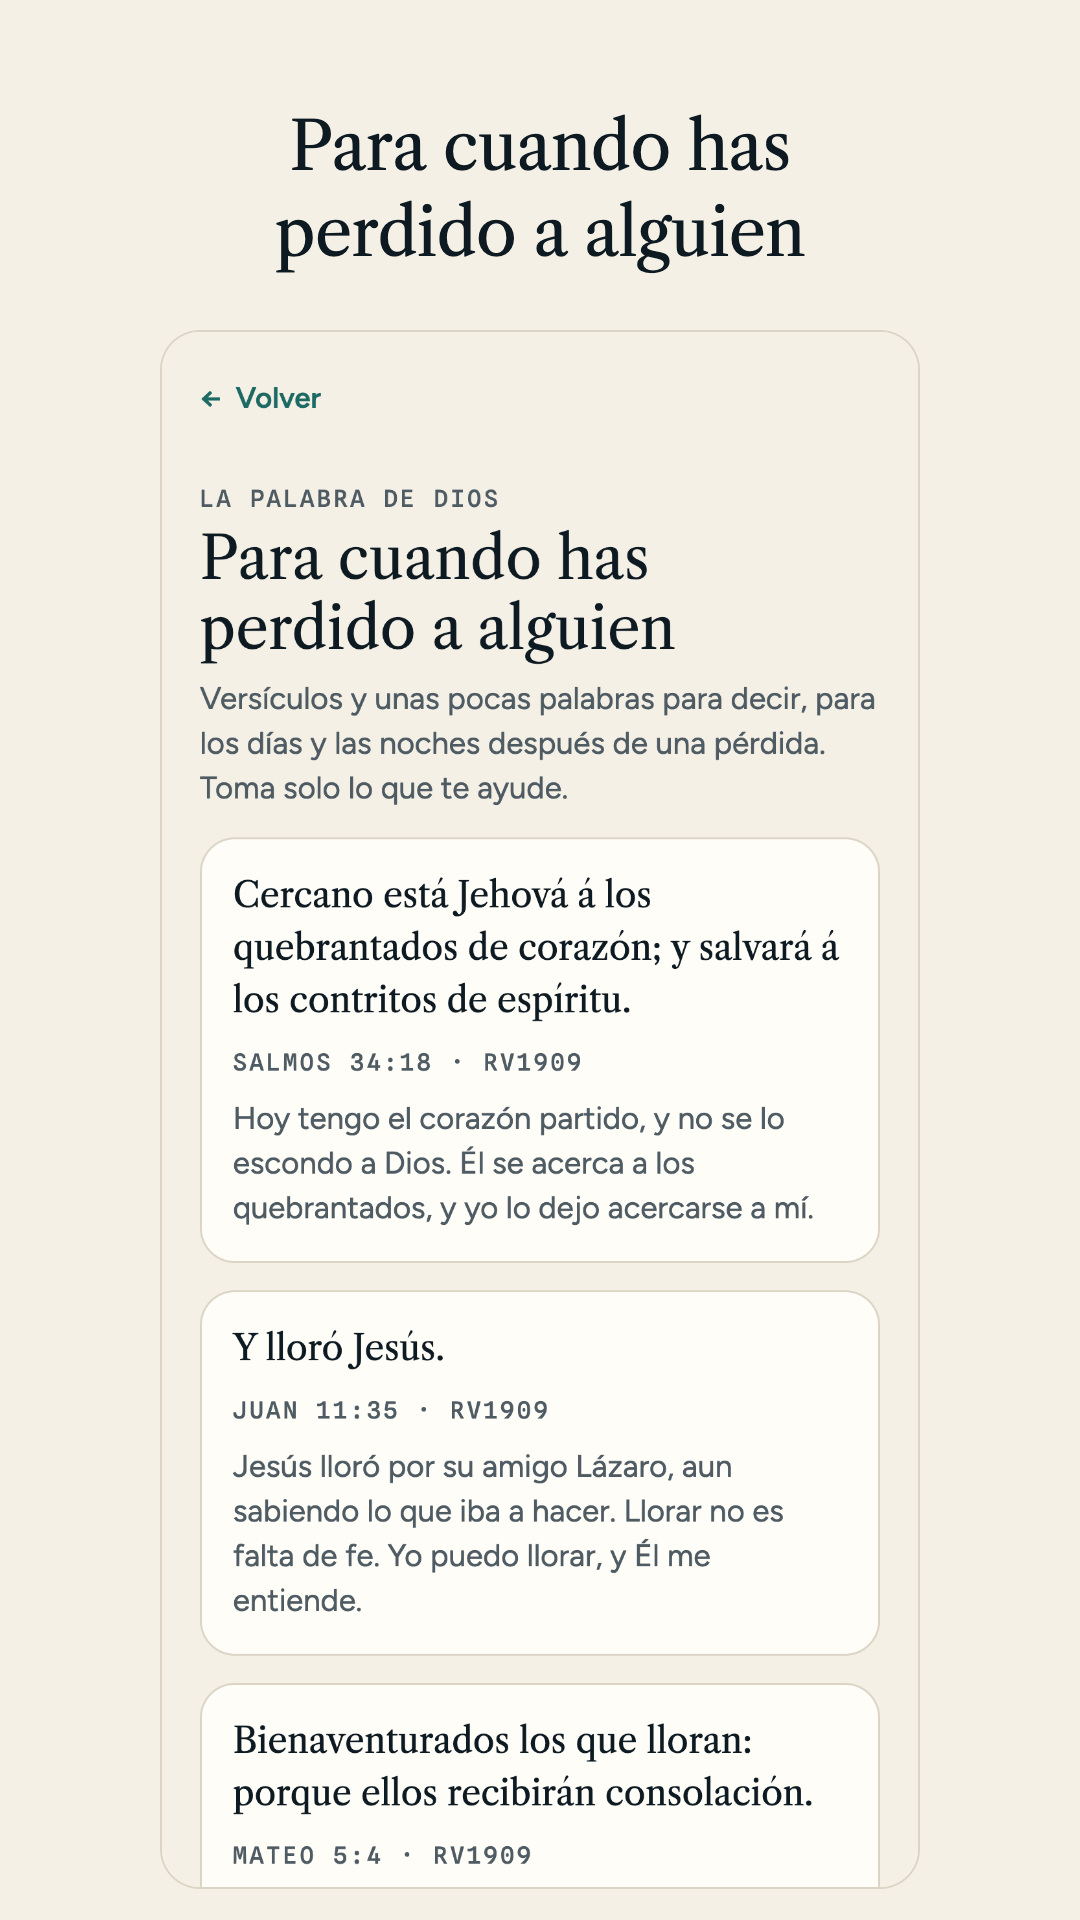 Para cuando has
perdido a alguien
← Volver
LA PALABRA DE DIOS
Para cuando has
perdido a alguien
Versículos y unas pocas palabras para decir, para
los días y las noches después de una pérdida.
Toma solo lo que te ayude.
Cercano está Jehová á los
quebrantados de corazón; y salvará á
los contritos de espíritu.
SALMOS 34:18 · RV1909
Hoy tengo el corazón partido, y no se lo
escondo a Dios. Él se acerca a los
quebrantados, y yo lo dejo acercarse a mí.
Y lloró Jesús.
JUAN 11:35 · RV1909
Jesús lloró por su amigo Lázaro, aun
sabiendo lo que iba a hacer. Llorar no es
falta de fe. Yo puedo llorar, y Él me
entiende.
Bienaventurados los que lloran:
porque ellos recibirán consolación.
MATEO 5:4 · RV1909